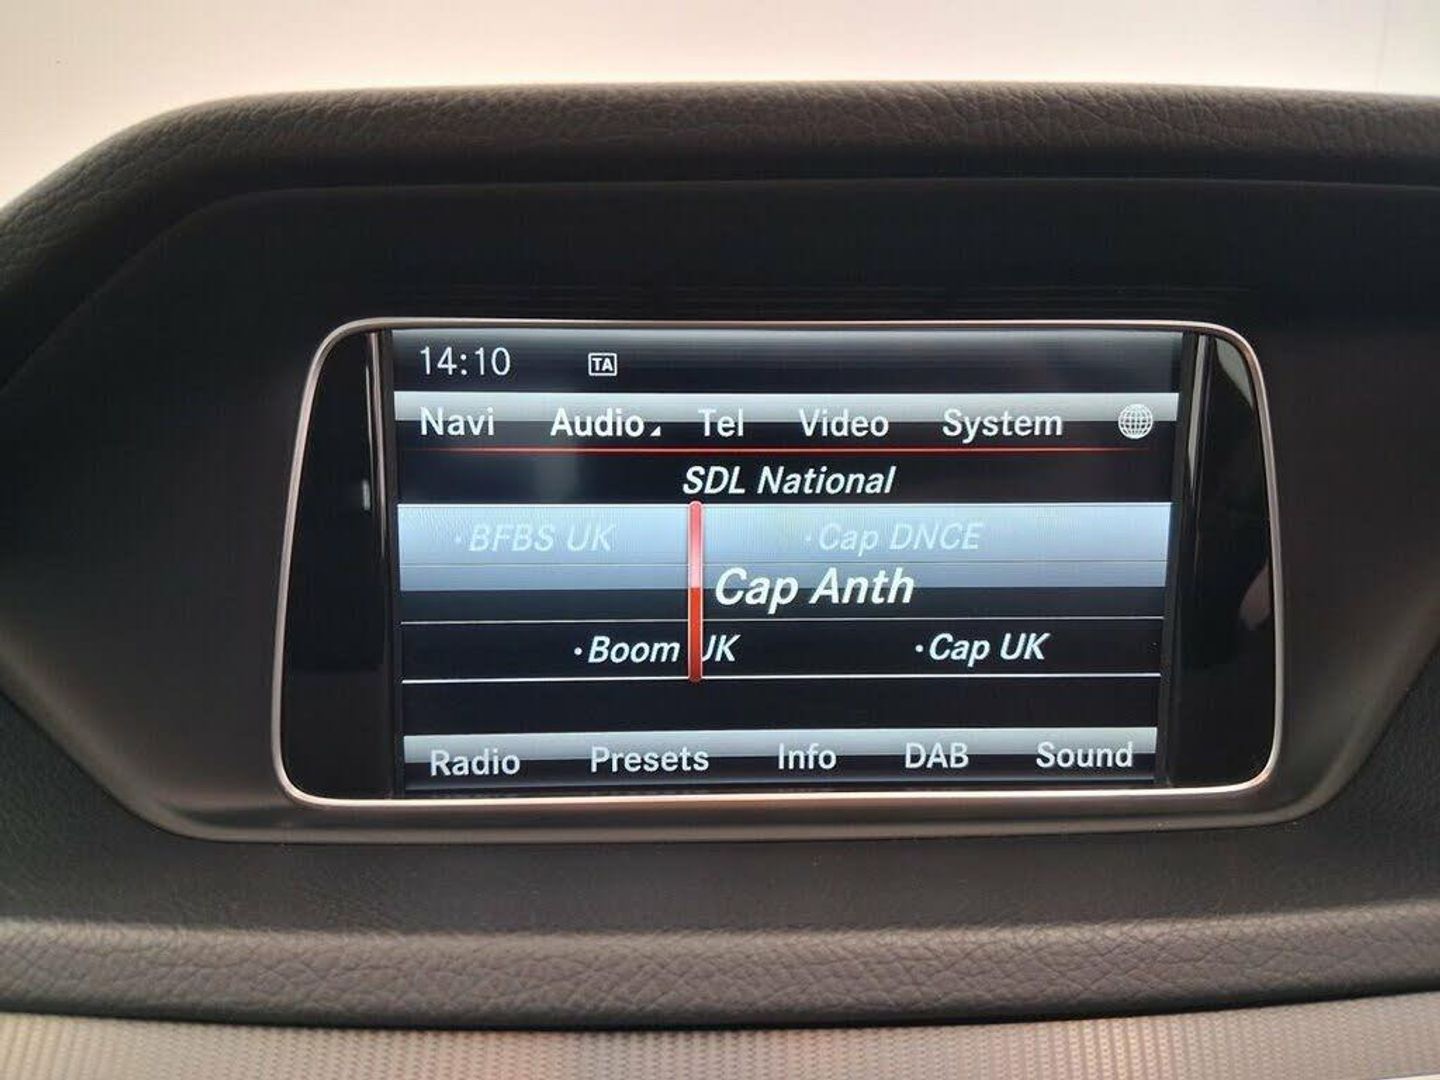 14:10 TA
Navi Audio Tel Video System
SDL National
·BFBS UK ·Cap DNCE
Cap Anth
·Boom UK ·Cap UK
Radio Presets Info DAB Sound